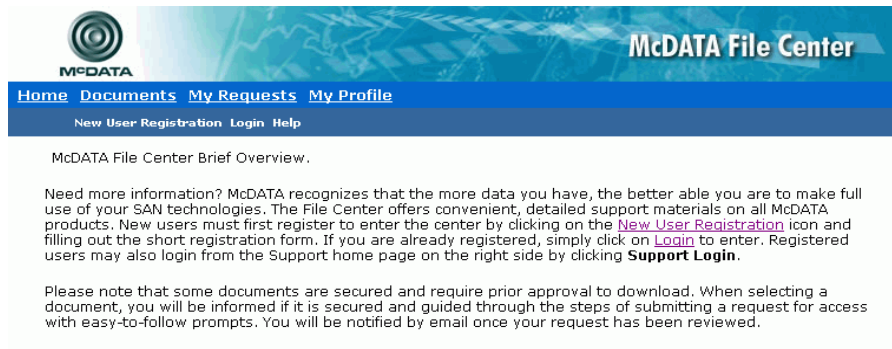 McDATA
McDATA File Center
Home Documents My Requests My Profile
New User Registration Login Help
McDATA File Center Brief Overview.
Need more information? McDATA recognizes that the more data you have, the better able you are to make full
use of your SAN technologies. The File Center offers convenient, detailed support materials on all McDATA
products. New users must first register to enter the center by clicking on the New User Registration icon and
filling out the short registration form. If you are already registered, simply click on Login to enter. Registered
users may also login from the Support home page on the right side by clicking Support Login.
Please note that some documents are secured and require prior approval to download. When selecting a
document, you will be informed if it is secured and guided through the steps of submitting a request for access
with easy-to-follow prompts. You will be notified by email once your request has been reviewed.